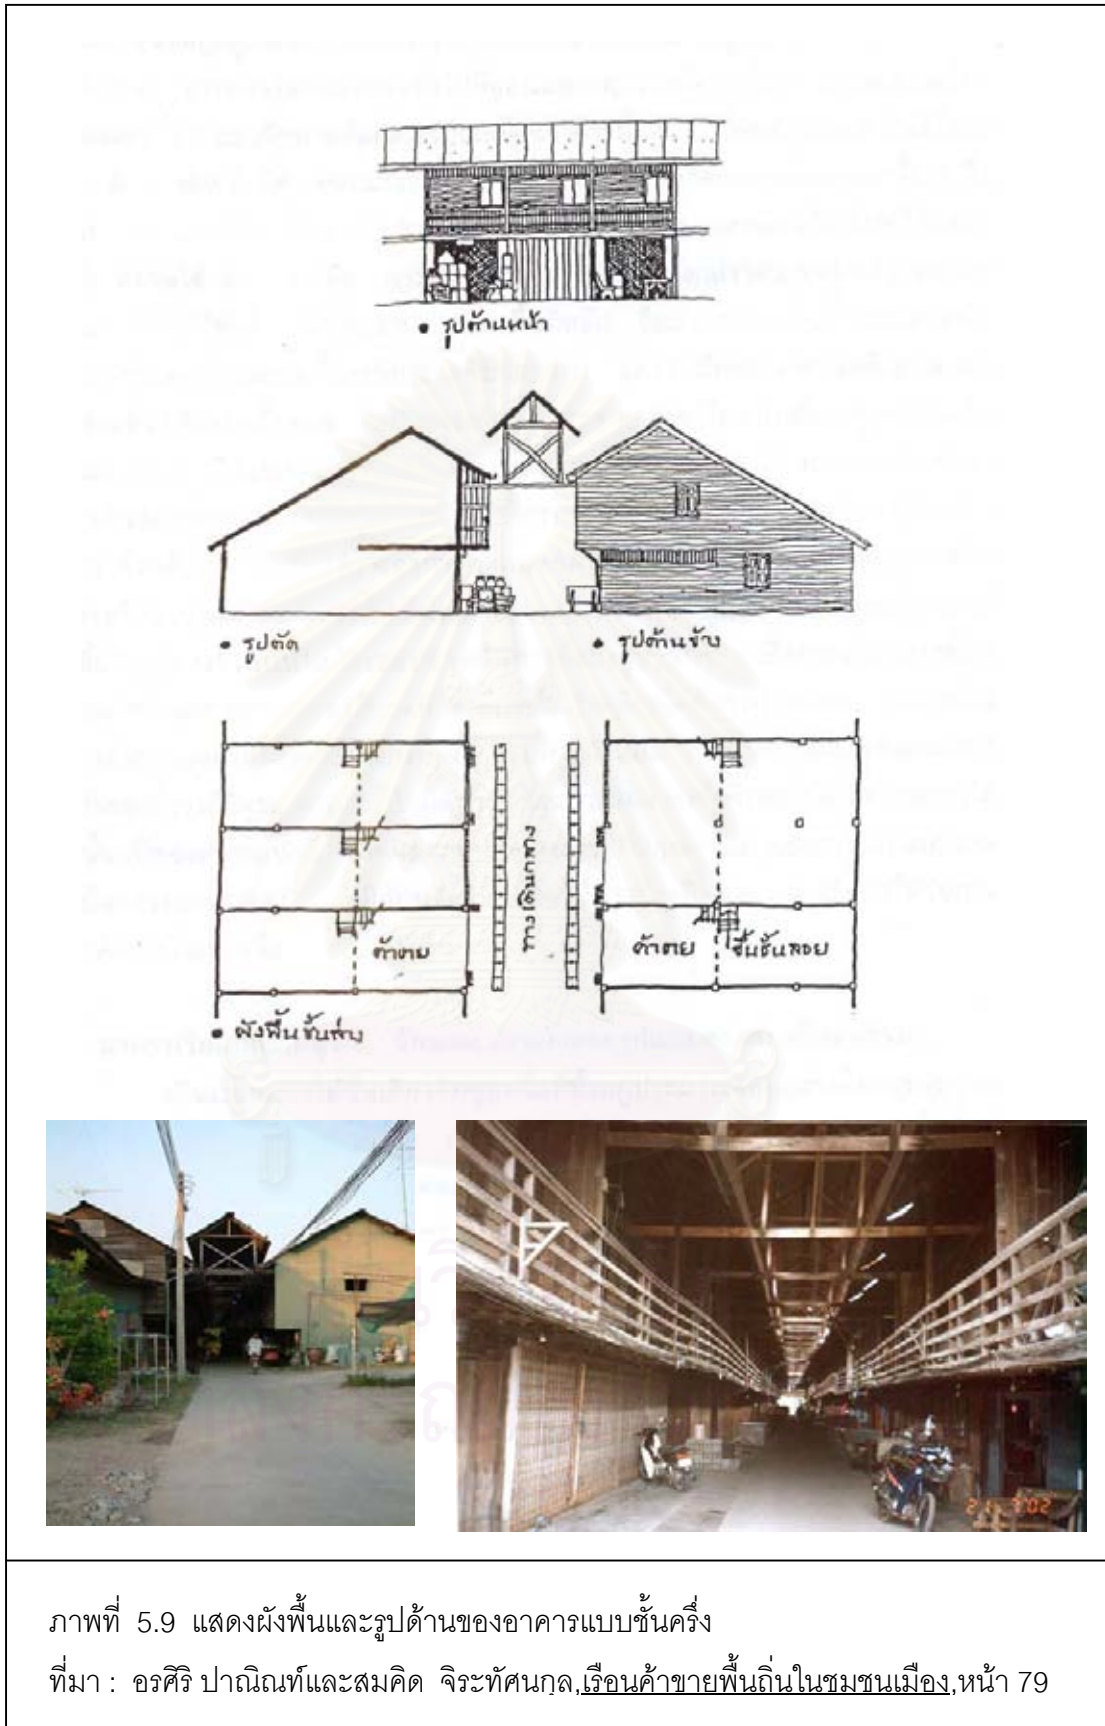 • รูปด้านหน้า
• รูปตัด
• รูปด้านข้าง
ทางเดินกลาง
ค้าขาย
ค้าขาย
ขึ้นชั้นลอย
• ผังพื้นชั้นล่าง
ภาพที่ 5.9 แสดงผังพื้นและรูปด้านของอาคารแบบชั้นครึ่ง
ที่มา : อรศิริ ปาณิณท์และสมคิด จิระทัศนกุล,เรือนค้าขายพื้นถิ่นในชุมชนเมือง,หน้า 79